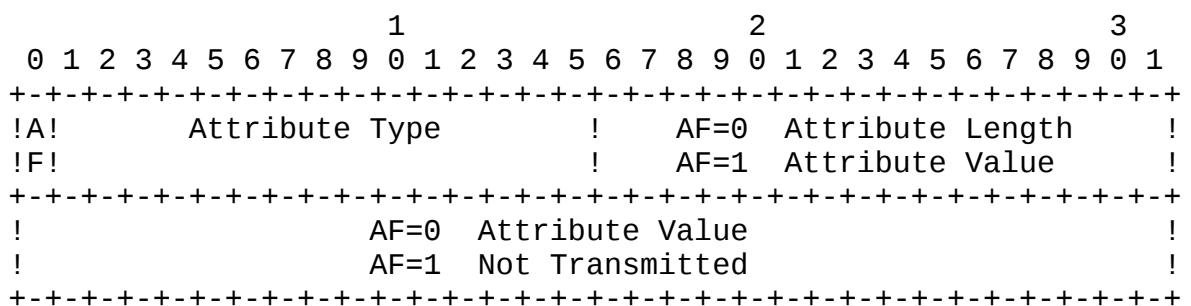 1                   2                   3
 0 1 2 3 4 5 6 7 8 9 0 1 2 3 4 5 6 7 8 9 0 1 2 3 4 5 6 7 8 9 0 1
+-+-+-+-+-+-+-+-+-+-+-+-+-+-+-+-+-+-+-+-+-+-+-+-+-+-+-+-+-+-+-+-+
!A!       Attribute Type        !    AF=0  Attribute Length     !
!F!                             !    AF=1  Attribute Value      !
+-+-+-+-+-+-+-+-+-+-+-+-+-+-+-+-+-+-+-+-+-+-+-+-+-+-+-+-+-+-+-+-+
!                   AF=0  Attribute Value                       !
!                   AF=1  Not Transmitted                       !
+-+-+-+-+-+-+-+-+-+-+-+-+-+-+-+-+-+-+-+-+-+-+-+-+-+-+-+-+-+-+-+-+